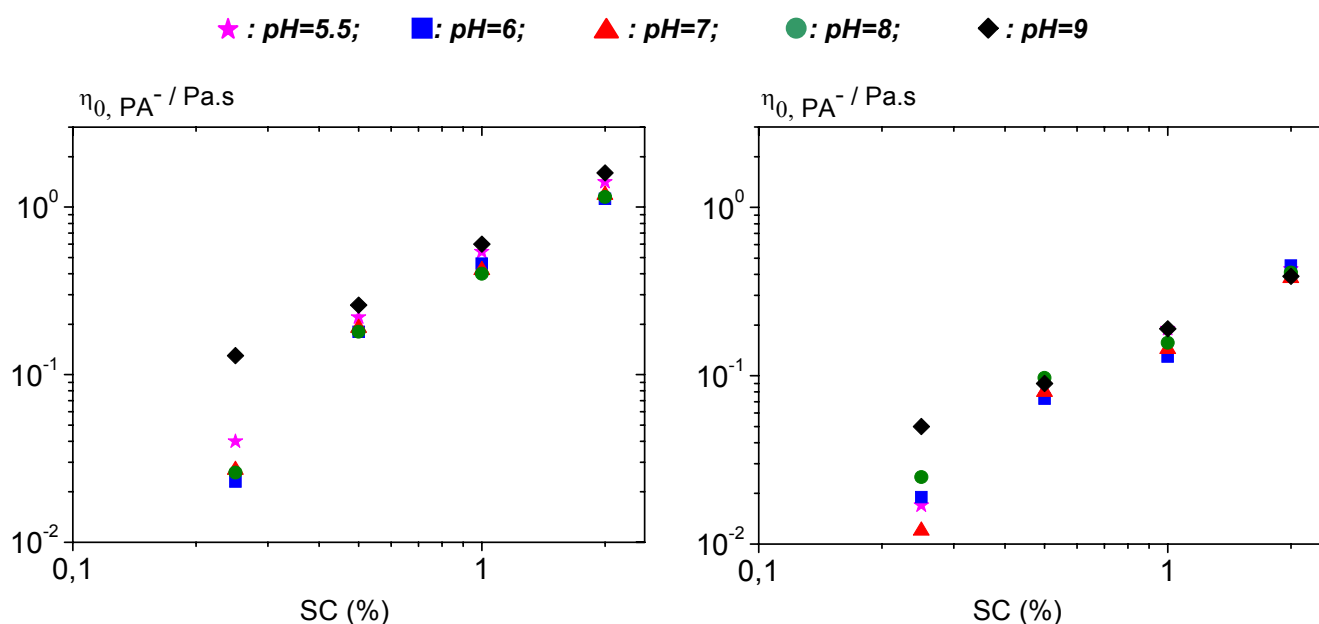 : pH=5.5; : pH=6; : pH=7; : pH=8; : pH=9
η0, PA- / Pa.s
10^0
10^-1
10^-2
0,1
1
SC (%)
η0, PA- / Pa.s
10^0
10^-1
10^-2
0,1
1
SC (%)